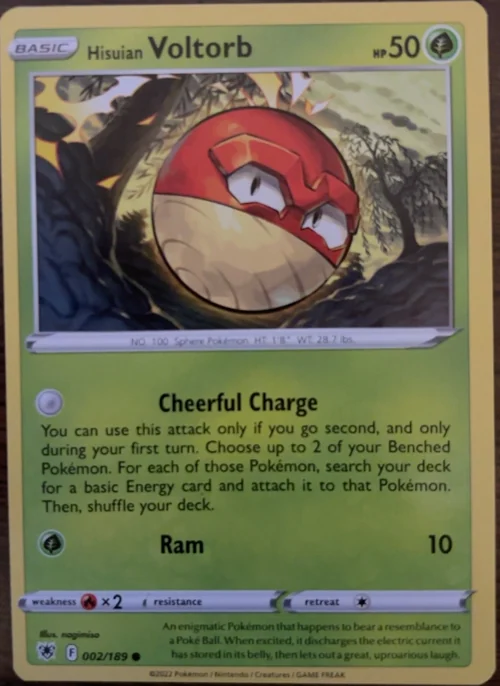 BASIC Hisuian Voltorb HP 50
NO. 100 Sphere Pokémon HT: 1'8" WT: 28.7 lbs.
Cheerful Charge
You can use this attack only if you go second, and only
during your first turn. Choose up to 2 of your Benched
Pokémon. For each of those Pokémon, search your deck
for a basic Energy card and attach it to that Pokémon.
Then, shuffle your deck.
Ram 10
weakness ×2 resistance retreat
Illus. nagimiso
An enigmatic Pokémon that happens to bear a resemblance to
a Poké Ball. When excited, it discharges the electric current it
has stored in its belly, then lets out a great, uproarious laugh.
F 002/189
©2022 Pokémon / Nintendo / Creatures / GAME FREAK